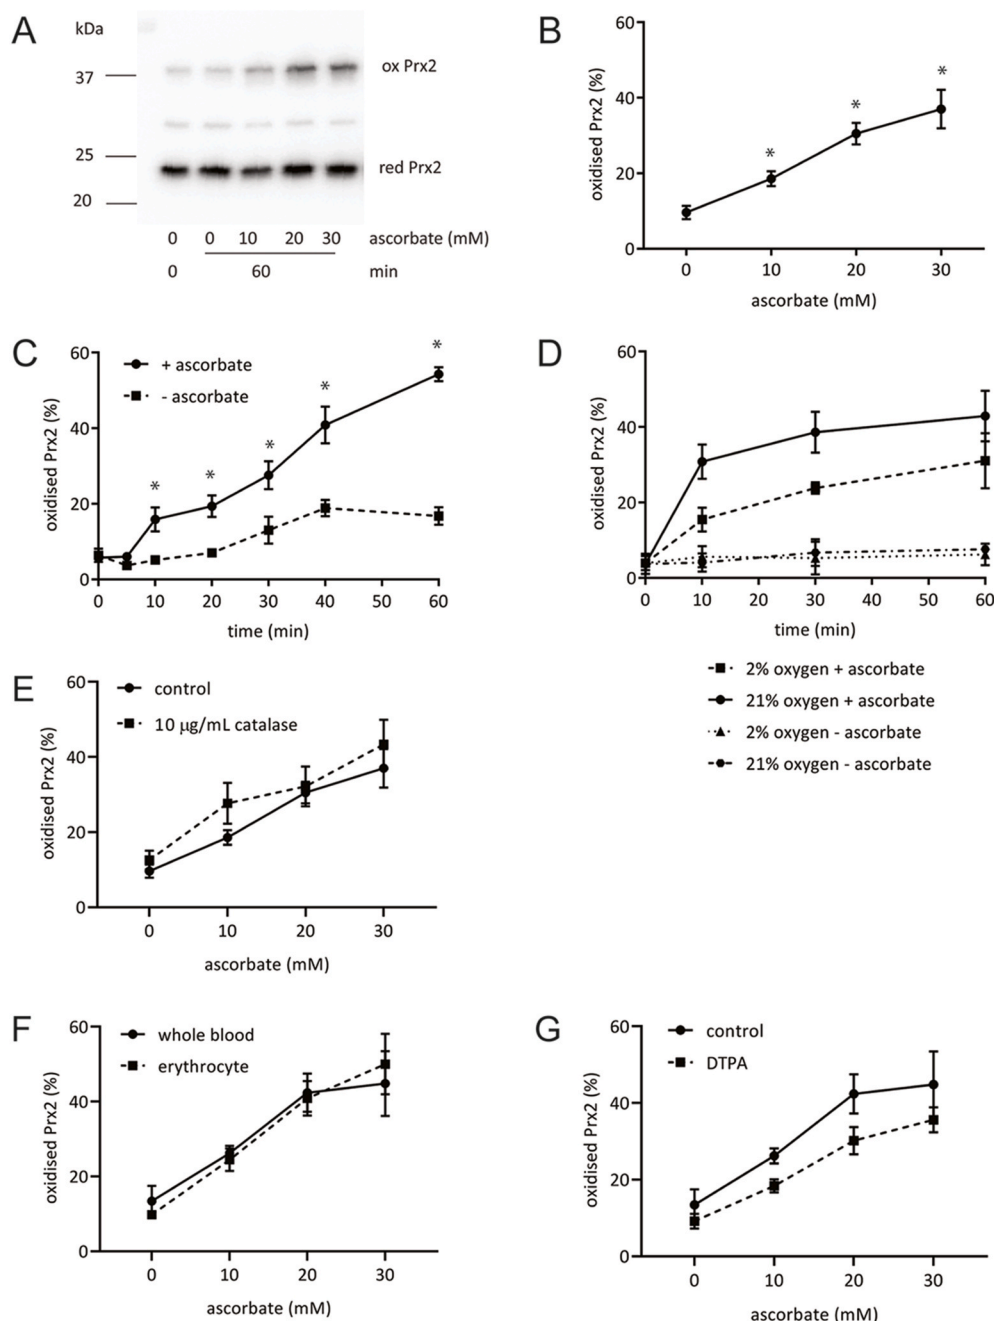 A
kDa
37
25
20
ox Prx2
red Prx2
0 0 10 20 30 ascorbate (mM)
0 60 min
B
oxidised Prx2 (%)
60
40
20
0
* * *
0 10 20 30
ascorbate (mM)
C
oxidised Prx2 (%)
60
40
20
0
+ ascorbate
- ascorbate
* * * * *
0 10 20 30 40 50 60
time (min)
D
oxidised Prx2 (%)
60
40
20
0
0 10 20 30 40 50 60
time (min)
2% oxygen + ascorbate
21% oxygen + ascorbate
2% oxygen - ascorbate
21% oxygen - ascorbate
E
oxidised Prx2 (%)
60
40
20
0
control
10 µg/mL catalase
0 10 20 30
ascorbate (mM)
F
oxidised Prx2 (%)
60
40
20
0
whole blood
erythrocyte
0 10 20 30
ascorbate (mM)
G
oxidised Prx2 (%)
60
40
20
0
control
DTPA
0 10 20 30
ascorbate (mM)